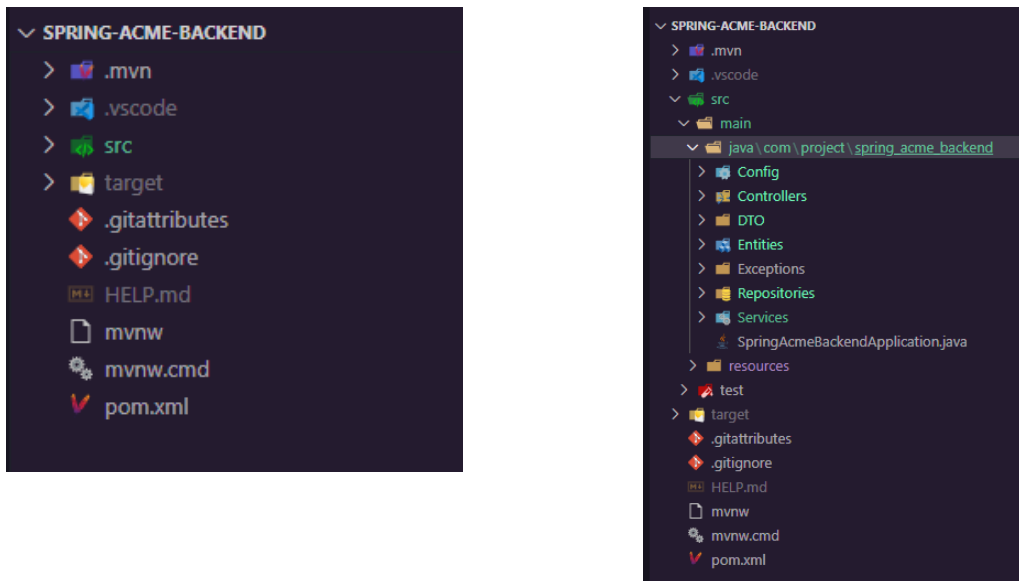 SPRING-ACME-BACKEND
.mvn
.vscode
src
target
.gitattributes
.gitignore
HELP.md
mvnw
mvnw.cmd
pom.xml
SPRING-ACME-BACKEND
.mvn
.vscode
src
main
java\com\project\spring_acme_backend
Config
Controllers
DTO
Entities
Exceptions
Repositories
Services
SpringAcmeBackendApplication.java
resources
test
target
.gitattributes
.gitignore
HELP.md
mvnw
mvnw.cmd
pom.xml